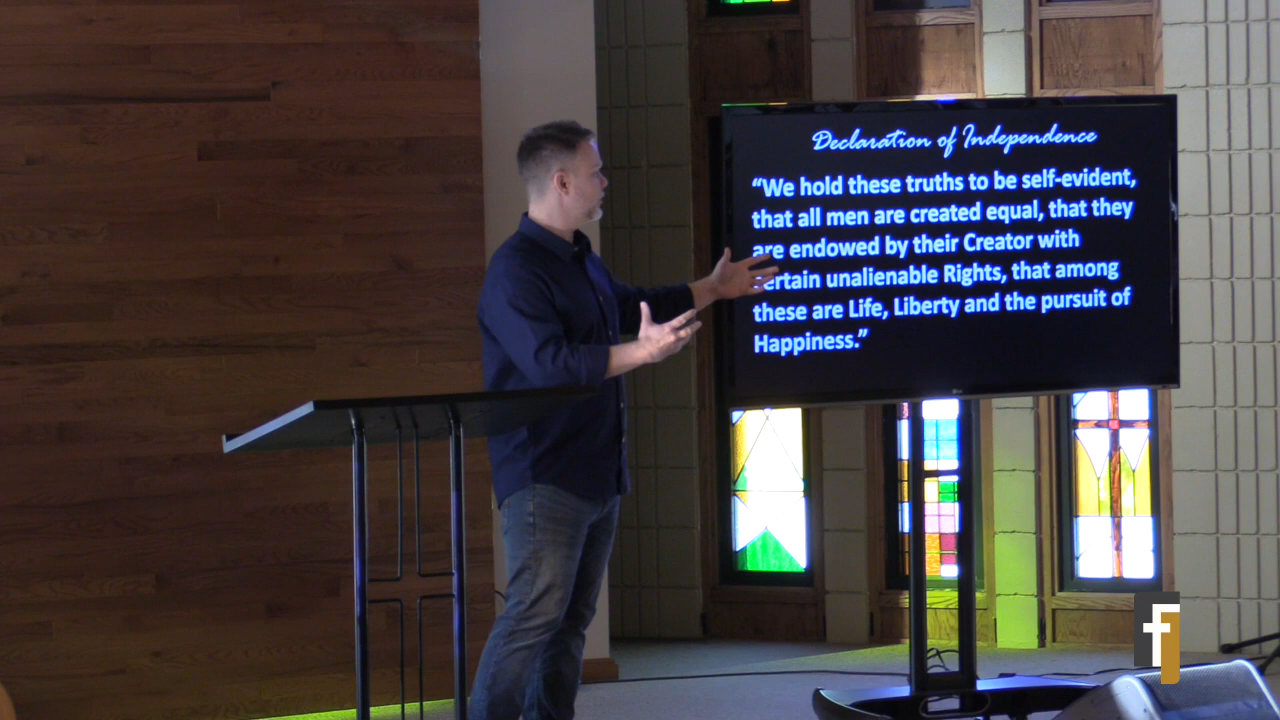 Declaration of Independence
“We hold these truths to be self-evident,
that all men are created equal, that they
are endowed by their Creator with
certain unalienable Rights, that among
these are Life, Liberty and the pursuit of
Happiness.”
f